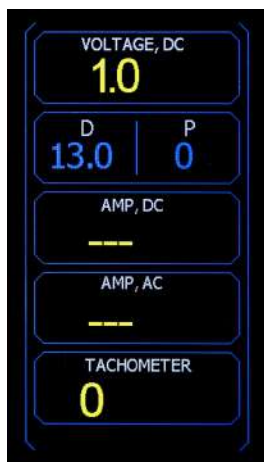 VOLTAGE, DC
1.0
D P
13.0 0
AMP, DC
---
AMP, AC
---
TACHOMETER
0